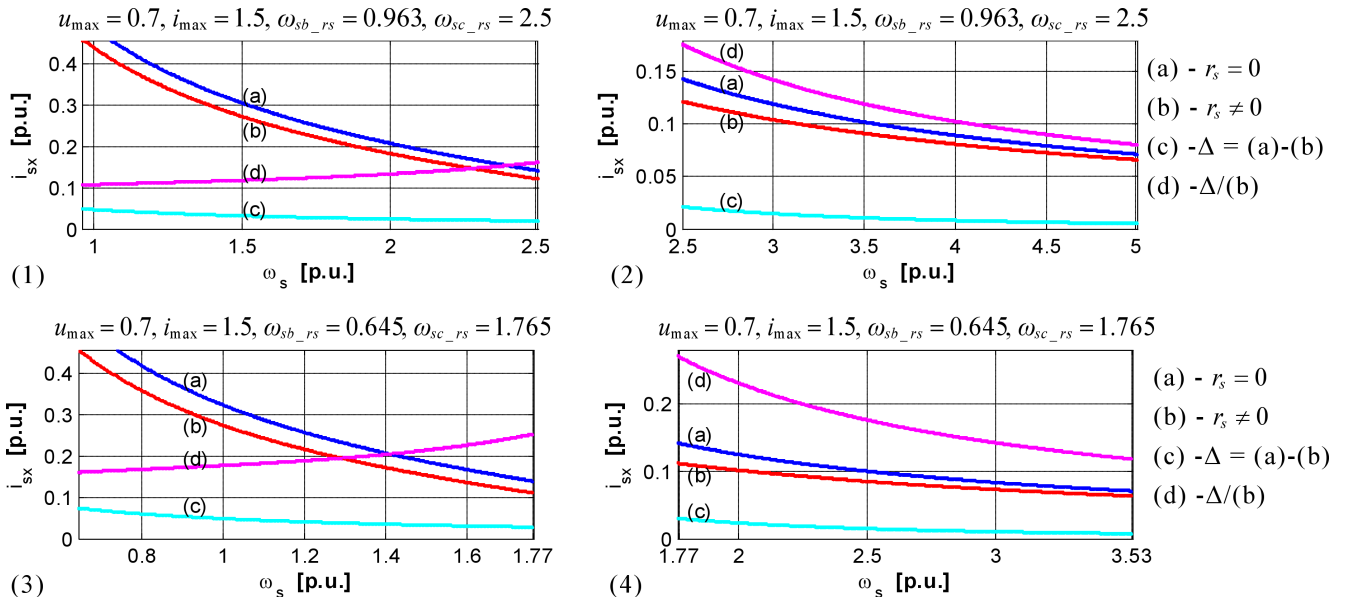 u_max = 0.7, i_max = 1.5, ω_sb_rs = 0.963, ω_sc_rs = 2.5
0.4
0.3
0.2
0.1
0
i_sx [p.u.]
(a)
(b)
(d)
(c)
1
1.5
2
2.5
(1)
ω_s [p.u.]
u_max = 0.7, i_max = 1.5, ω_sb_rs = 0.963, ω_sc_rs = 2.5
0.15
0.1
0.05
0
i_sx [p.u.]
(d)
(a)
(b)
(c)
2.5
3
3.5
4
4.5
5
(2)
ω_s [p.u.]
(a) - r_s = 0
(b) - r_s ≠ 0
(c) -Δ = (a)-(b)
(d) -Δ/(b)
u_max = 0.7, i_max = 1.5, ω_sb_rs = 0.645, ω_sc_rs = 1.765
0.4
0.3
0.2
0.1
0
i_sx [p.u.]
(a)
(b)
(d)
(c)
0.8
1
1.2
1.4
1.6
1.77
(3)
ω_s [p.u.]
u_max = 0.7, i_max = 1.5, ω_sb_rs = 0.645, ω_sc_rs = 1.765
0.2
0.1
0
i_sx [p.u.]
(d)
(a)
(b)
(c)
1.77
2
2.5
3
3.53
(4)
ω_s [p.u.]
(a) - r_s = 0
(b) - r_s ≠ 0
(c) -Δ = (a)-(b)
(d) -Δ/(b)